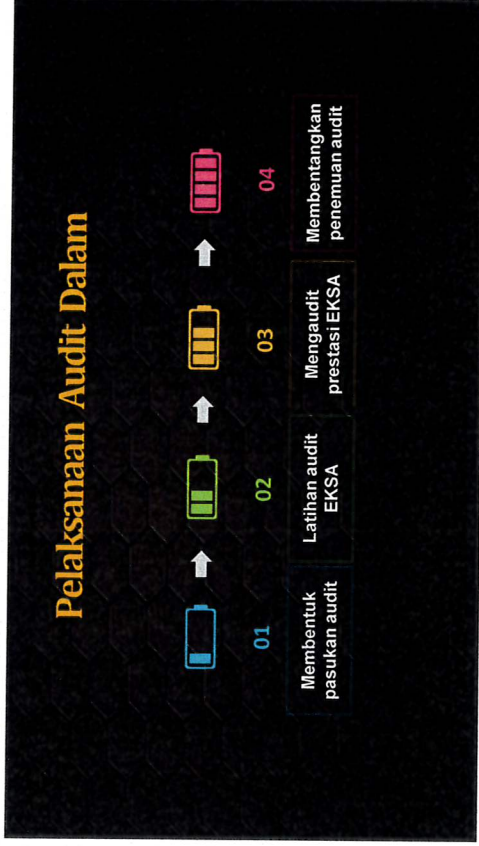 Pelaksanaan Audit Dalam
01
02
03
04
Membentuk
pasukan audit
Latihan audit
EKSA
Mengaudit
prestasi EKSA
Membentangkan
penemuan audit